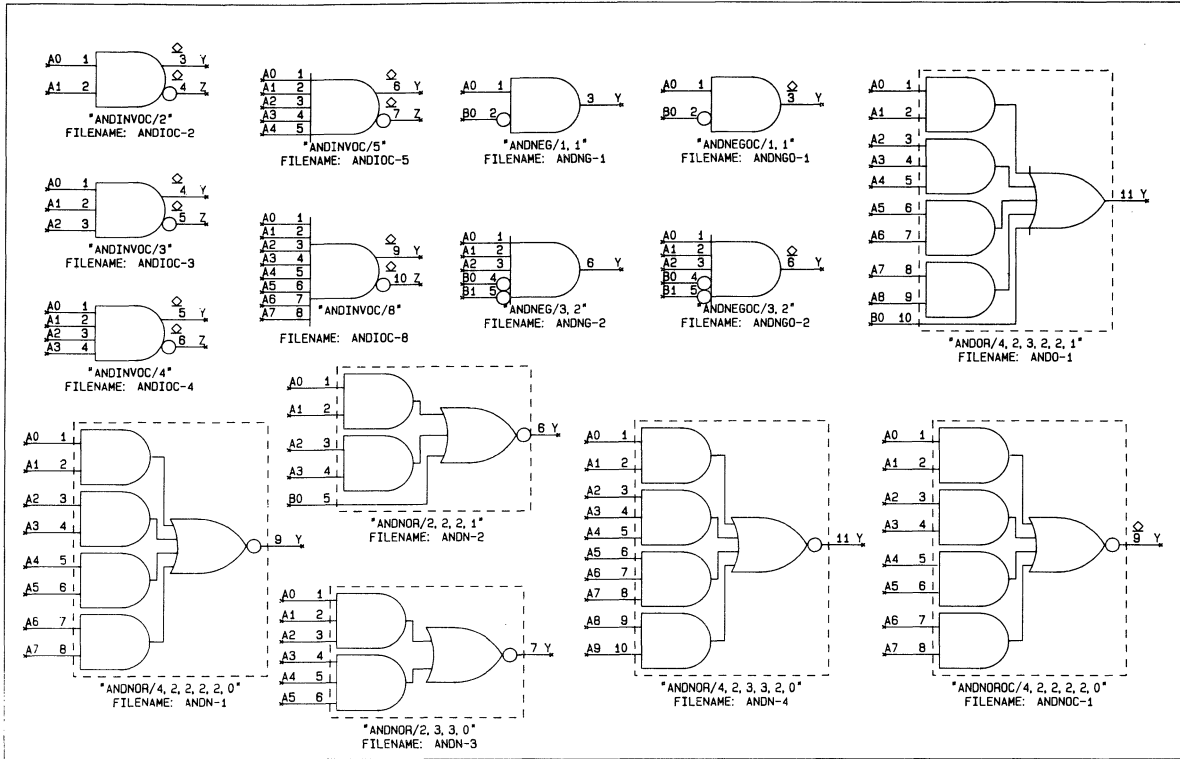 A0 1
3 Y
A1 2
4 Z
"ANDINVOC/2"
FILENAME: ANDIOC-2
A0 1
A1 2
6 Y
A2 3
A3 4
7 Z
A4 5
"ANDINVOC/5"
FILENAME: ANDIOC-5
A0 1
3 Y
B0 2
"ANDNEG/1, 1"
FILENAME: ANDNG-1
A0 1
3 Y
B0 2
"ANDNEGOC/1, 1"
FILENAME: ANDNGO-1
A0 1
A1 2
A2 3
A3 4
A4 5
11 Y
A5 6
A6 7
A7 8
A8 9
B0 10
"ANDOR/4, 2, 3, 2, 2, 1"
FILENAME: ANDO-1
A0 1
4 Y
A1 2
5 Z
A2 3
"ANDINVOC/3"
FILENAME: ANDIOC-3
A0 1
A1 2
A2 3
9 Y
A3 4
A4 5
10 Z
A5 6
A6 7
A7 8
"ANDINVOC/8"
FILENAME: ANDIOC-8
A0 1
A1 2
A2 3
6 Y
B0 4
B1 5
"ANDNEG/3, 2"
FILENAME: ANDNG-2
A0 1
A1 2
A2 3
6 Y
B0 4
B1 5
"ANDNEGOC/3, 2"
FILENAME: ANDNGO-2
A0 1
5 Y
A1 2
A2 3
6 Z
A3 4
"ANDINVOC/4"
FILENAME: ANDIOC-4
A0 1
A1 2
6 Y
A2 3
A3 4
B0 5
"ANDNOR/2, 2, 2, 1"
FILENAME: ANDN-2
A0 1
A1 2
A2 3
A3 4
9 Y
A4 5
A5 6
A6 7
A7 8
"ANDNOR/4, 2, 2, 2, 2, 0"
FILENAME: ANDN-1
A0 1
A1 2
A2 3
A3 4
7 Y
A4 5
A5 6
"ANDNOR/2, 3, 3, 0"
FILENAME: ANDN-3
A0 1
A1 2
A2 3
A3 4
A4 5
11 Y
A5 6
A6 7
A7 8
A8 9
A9 10
"ANDNOR/4, 2, 3, 3, 2, 0"
FILENAME: ANDN-4
A0 1
A1 2
A2 3
A3 4
9 Y
A4 5
A5 6
A6 7
A7 8
"ANDNOROC/4, 2, 2, 2, 2, 0"
FILENAME: ANDNOC-1